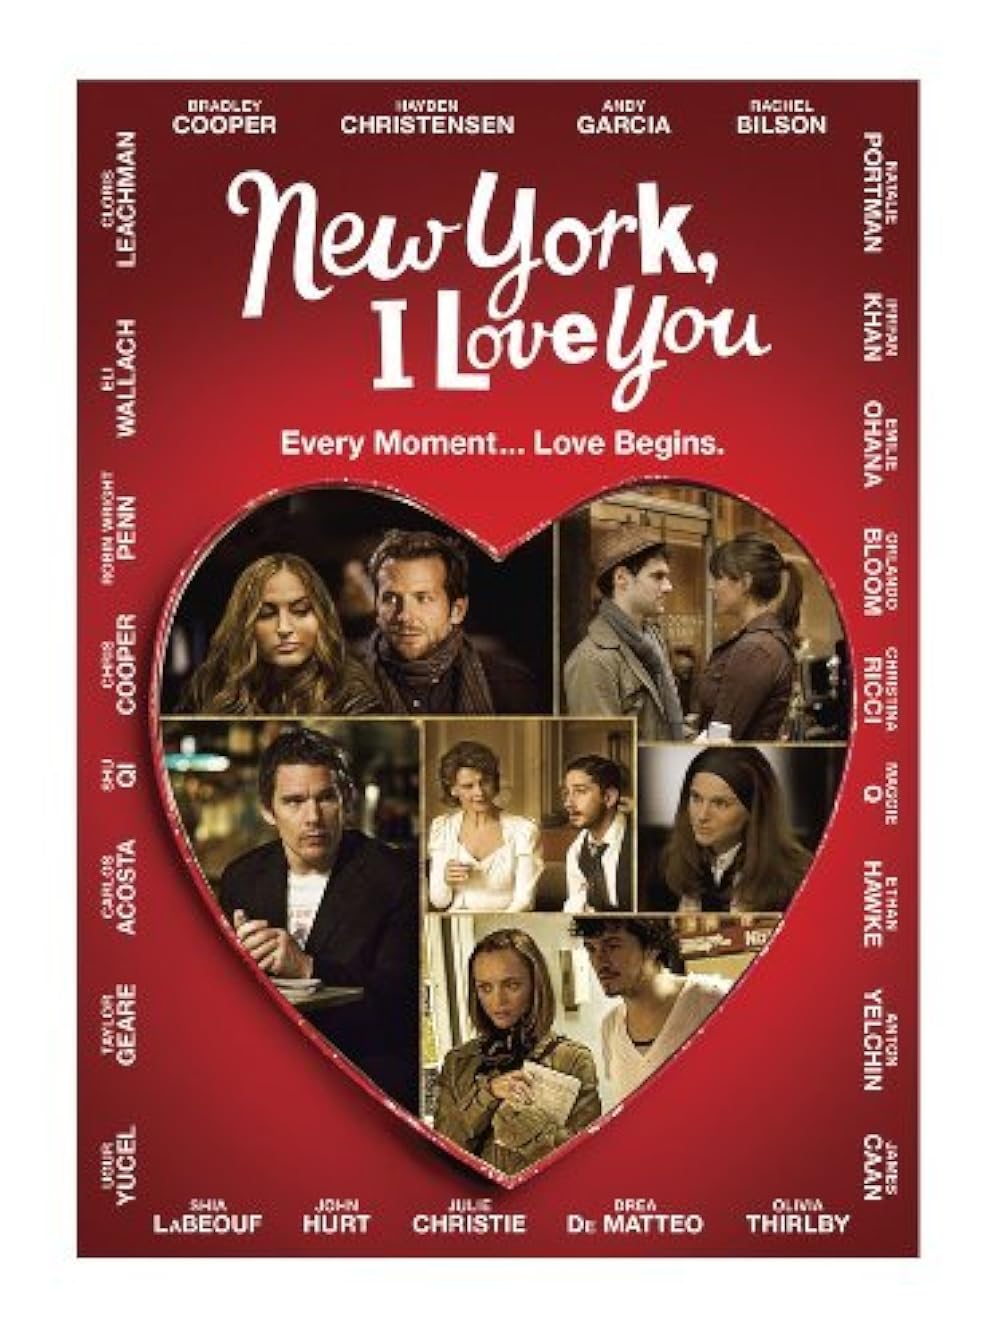 BRADLEY
COOPER
HAYDEN
CHRISTENSEN
ANDY
GARCIA
RACHEL
BILSON
New York,
I Love You
Every Moment... Love Begins.
CLORIS
LEACHMAN
ELI
WALLACH
ROBIN WRIGHT
PENN
CHRIS
COOPER
SHU
QI
CARLOS
ACOSTA
TAYLOR
GEARE
UGUR
YUCEL
NATALIE
PORTMAN
IRRFAN
KHAN
EMILIE
OHANA
ORLANDO
BLOOM
CHRISTINA
RICCI
MAGGIE
Q
ETHAN
HAWKE
ANTON
YELCHIN
JAMES
CAAN
SHIA
LABEOUF
JOHN
HURT
JULIE
CHRISTIE
DREA
DE MATTEO
OLIVIA
THIRLBY